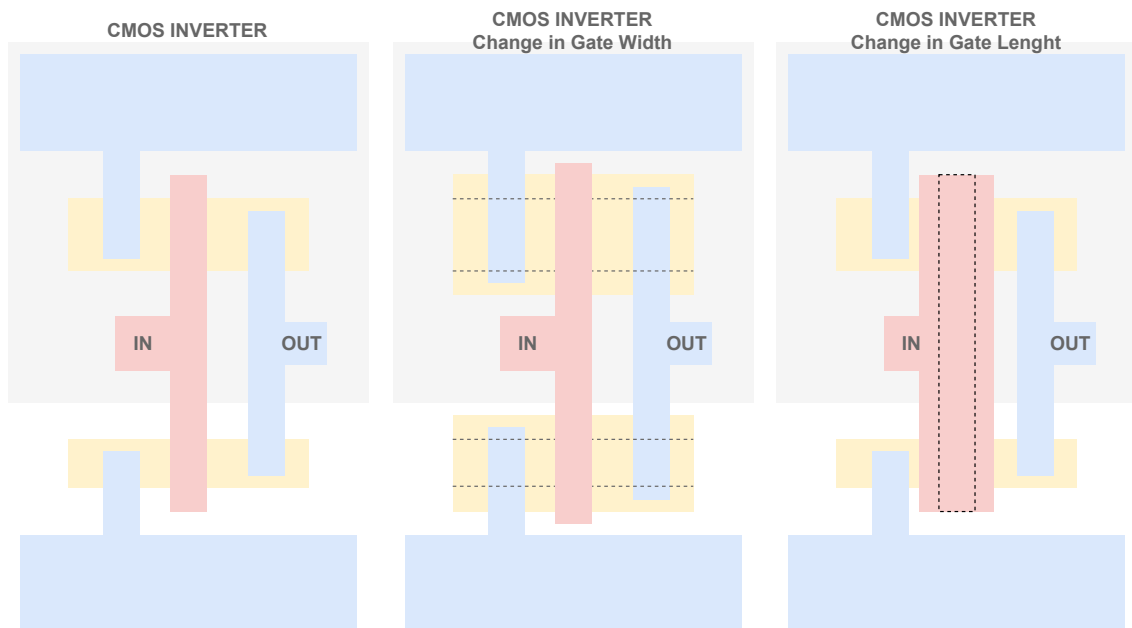 CMOS INVERTER
IN
OUT
CMOS INVERTER
Change in Gate Width
IN
OUT
CMOS INVERTER
Change in Gate Lenght
IN
OUT